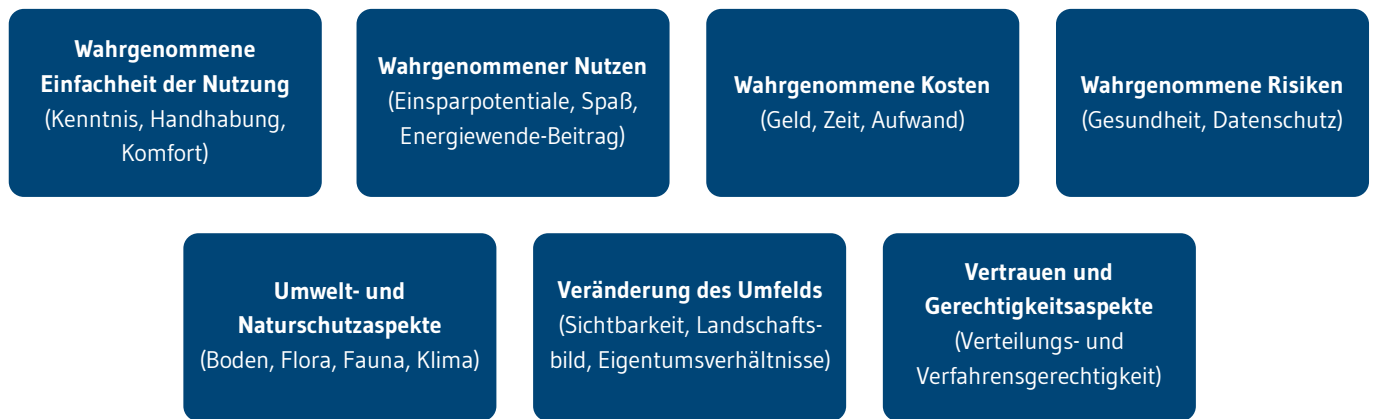 Wahrgenommene
Einfachheit der Nutzung
(Kenntnis, Handhabung,
Komfort)
Wahrgenommener Nutzen
(Einsparpotentiale, Spaß,
Energiewende-Beitrag)
Wahrgenommene Kosten
(Geld, Zeit, Aufwand)
Wahrgenommene Risiken
(Gesundheit, Datenschutz)
Umwelt- und
Naturschutzaspekte
(Boden, Flora, Fauna, Klima)
Veränderung des Umfelds
(Sichtbarkeit, Landschafts-
bild, Eigentumsverhältnisse)
Vertrauen und
Gerechtigkeitsaspekte
(Verteilungs- und
Verfahrensgerechtigkeit)